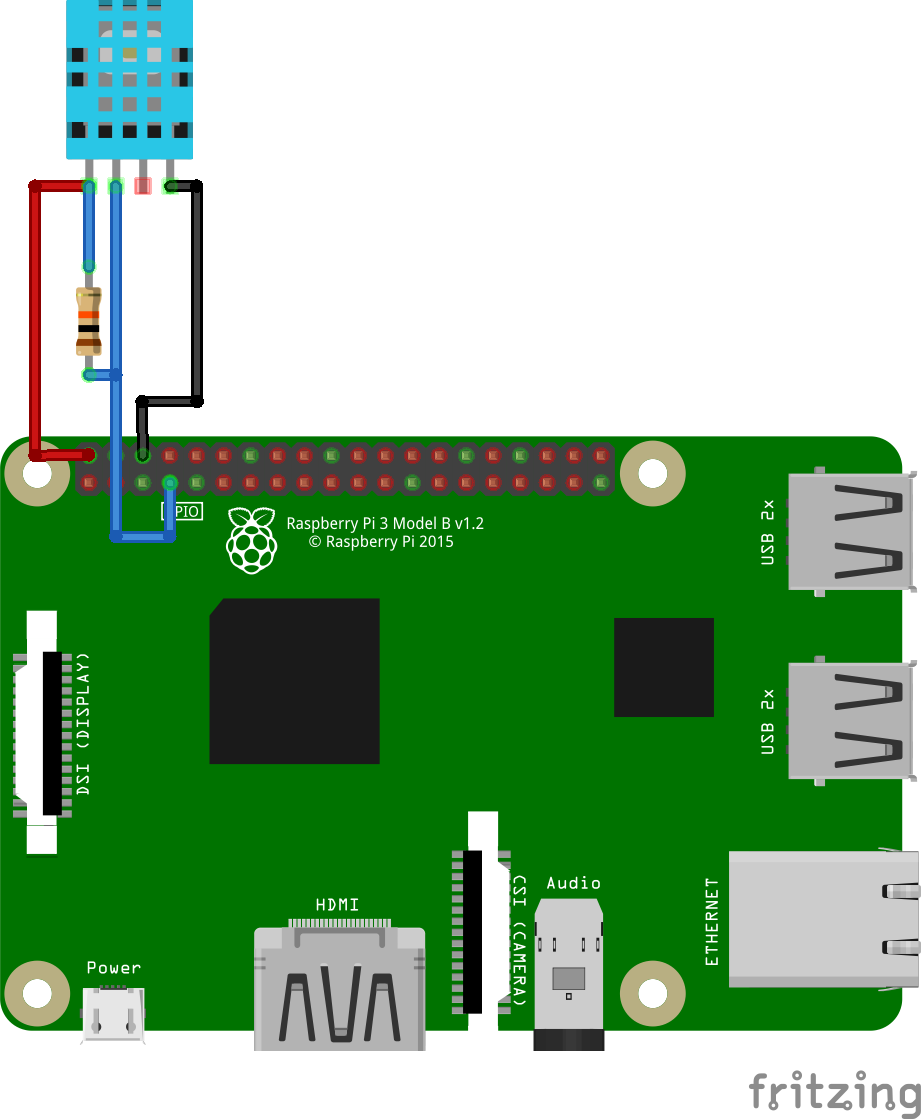 GPIO
Raspberry Pi 3 Model B v1.2
© Raspberry Pi 2015
USB 2x
DSI (DISPLAY)
USB 2x
CSI (CAMERA)
Audio
ETHERNET
HDMI
Power
fritzing